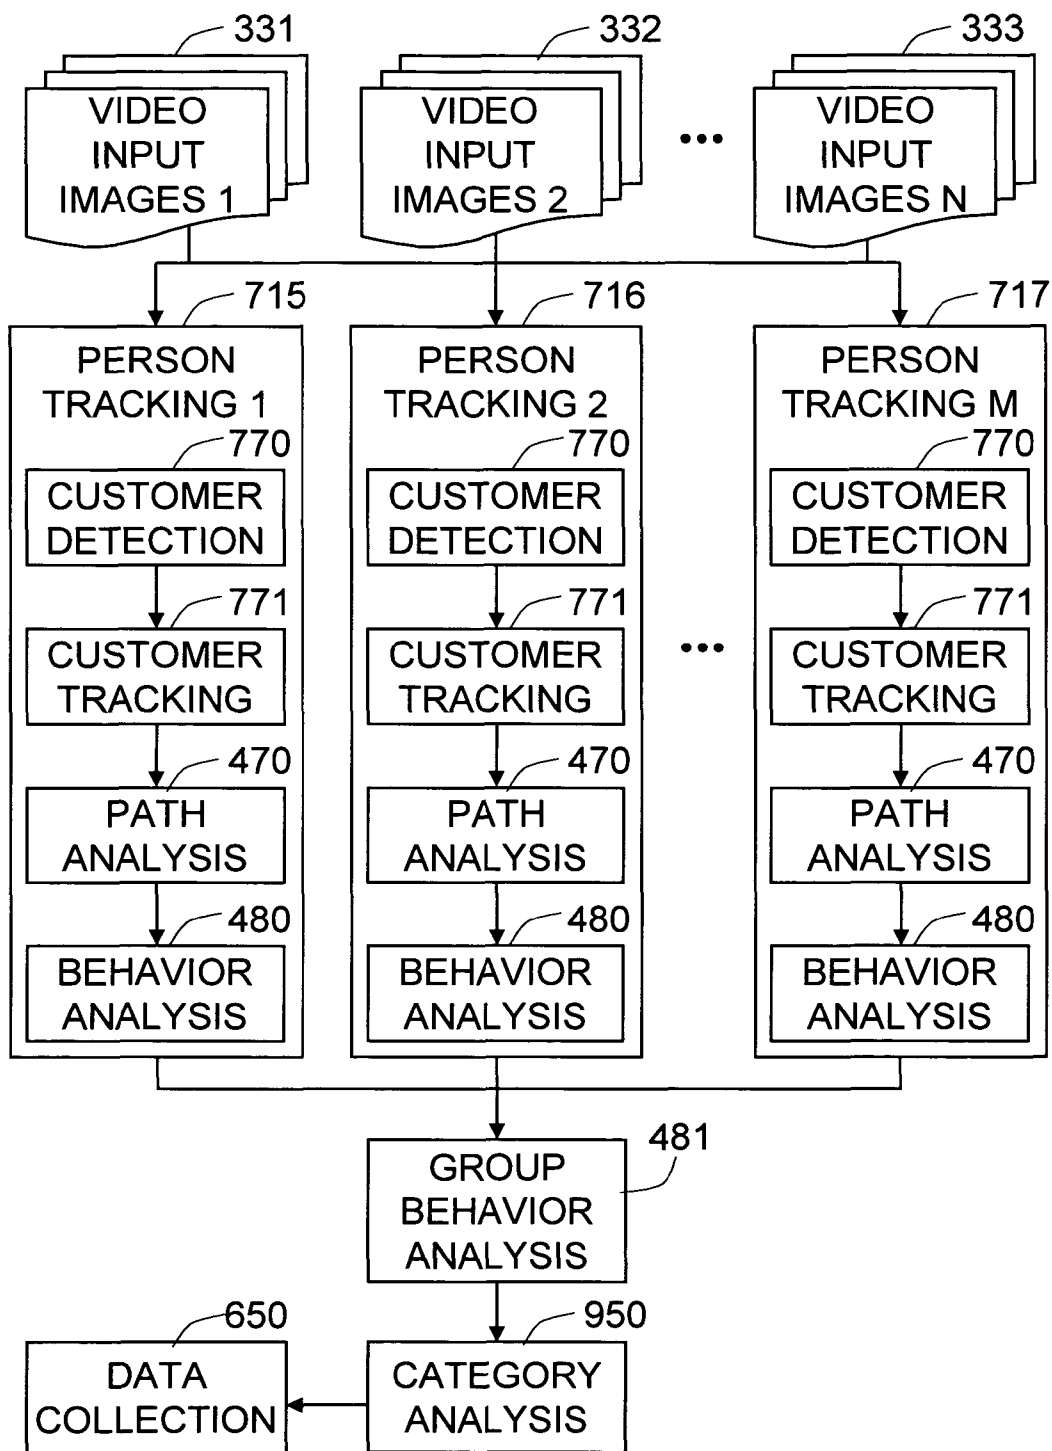 331
332
333
VIDEO
INPUT
IMAGES 1
VIDEO
INPUT
IMAGES 2
•••
VIDEO
INPUT
IMAGES N
715
716
717
PERSON
TRACKING 1
PERSON
TRACKING 2
PERSON
TRACKING M
770
770
770
CUSTOMER
DETECTION
CUSTOMER
DETECTION
CUSTOMER
DETECTION
771
771
771
CUSTOMER
TRACKING
CUSTOMER
TRACKING
•••
CUSTOMER
TRACKING
470
470
470
PATH
ANALYSIS
PATH
ANALYSIS
PATH
ANALYSIS
480
480
480
BEHAVIOR
ANALYSIS
BEHAVIOR
ANALYSIS
BEHAVIOR
ANALYSIS
481
GROUP
BEHAVIOR
ANALYSIS
650
950
DATA
COLLECTION
CATEGORY
ANALYSIS